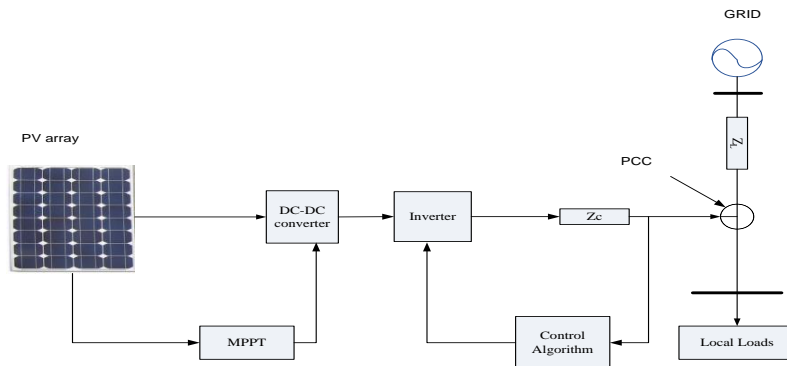 GRID
PV array
Z_L
PCC
DC-DC
converter
Inverter
Zc
MPPT
Control
Algorithm
Local Loads